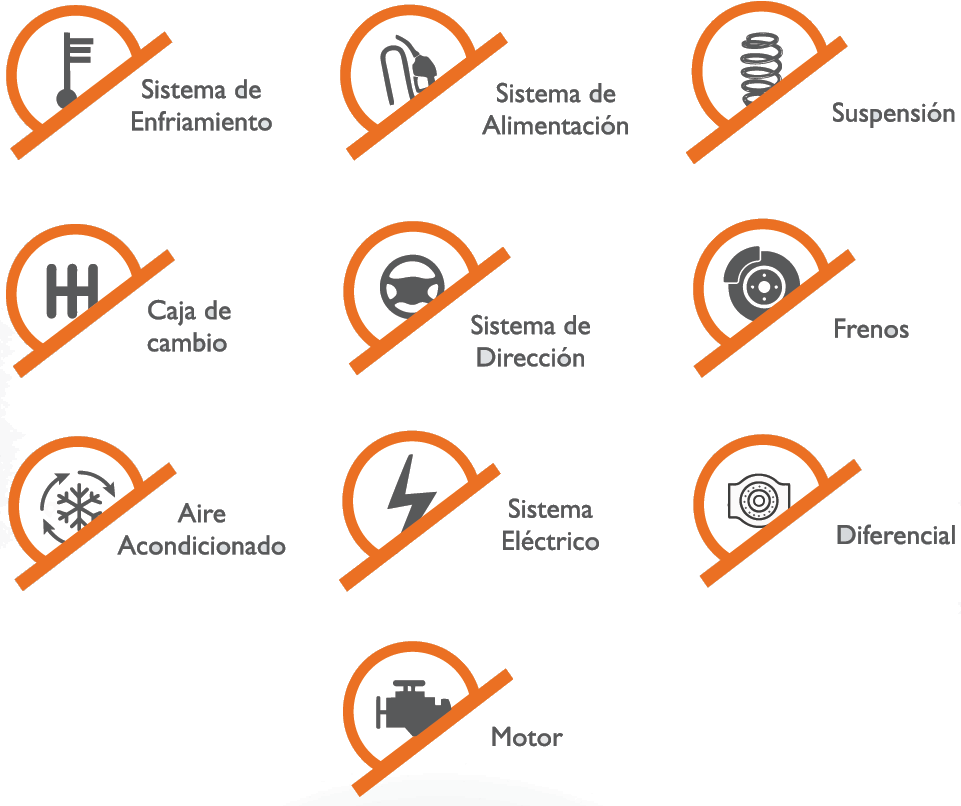 Sistema de
Enfriamiento
Sistema de
Alimentación
Suspensión
Caja de
cambio
Sistema de
Dirección
Frenos
Aire
Acondicionado
Sistema
Eléctrico
Diferencial
Motor